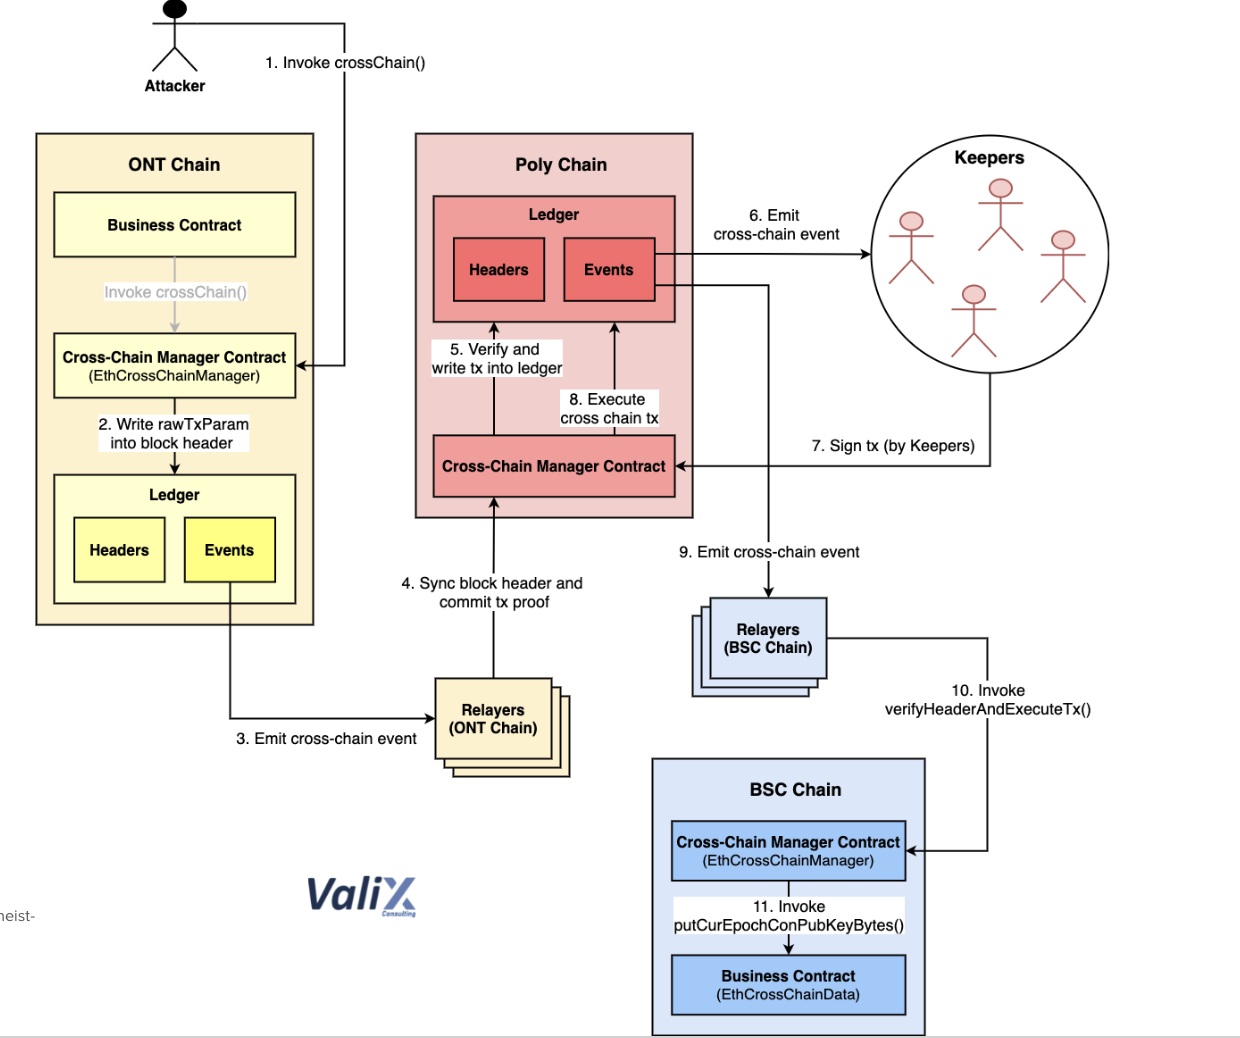 1. Invoke crossChain()
Attacker
ONT Chain
Business Contract
Invoke crossChain()
Cross-Chain Manager Contract
(EthCrossChainManager)
2. Write rawTxParam
into block header
Ledger
Headers
Events
3. Emit cross-chain event
Relayers
(ONT Chain)
4. Sync block header and
commit tx proof
Poly Chain
Ledger
Headers
Events
5. Verify and
write tx into ledger
8. Execute
cross chain tx
Cross-Chain Manager Contract
6. Emit
cross-chain event
Keepers
7. Sign tx (by Keepers)
9. Emit cross-chain event
Relayers
(BSC Chain)
10. Invoke
verifyHeaderAndExecuteTx()
BSC Chain
Cross-Chain Manager Contract
(EthCrossChainManager)
11. Invoke
putCurEpochConPubKeyBytes()
Business Contract
(EthCrossChainData)
ValiX
Consulting
heist-